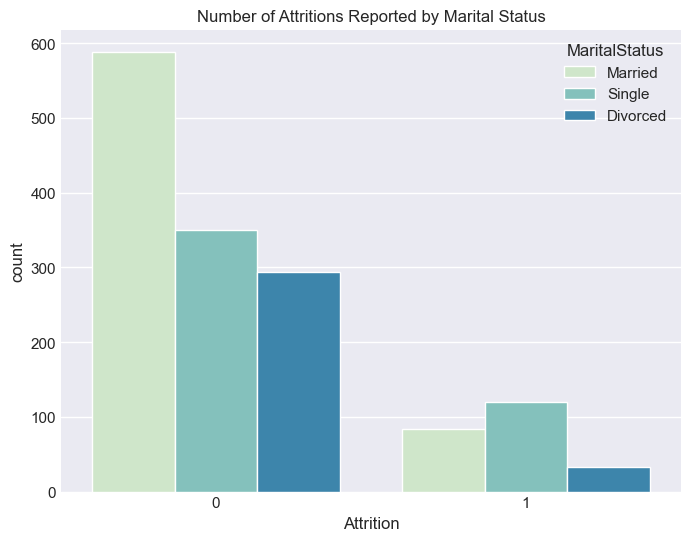 Number of Attritions Reported by Marital Status
600
500
400
300
200
100
0
count
MaritalStatus
Married
Single
Divorced
0
1
Attrition